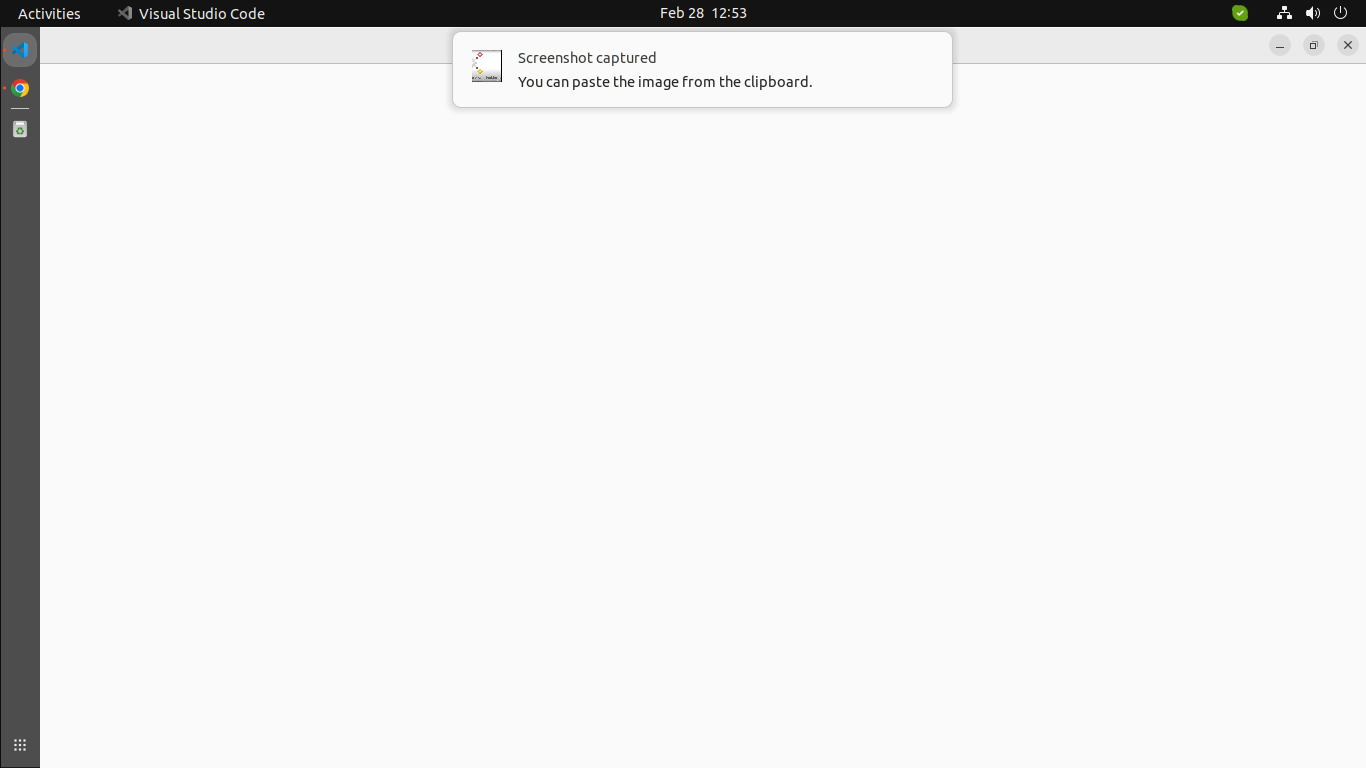 Activities
Visual Studio Code
Feb 28 12:53
Screenshot captured
You can paste the image from the clipboard.